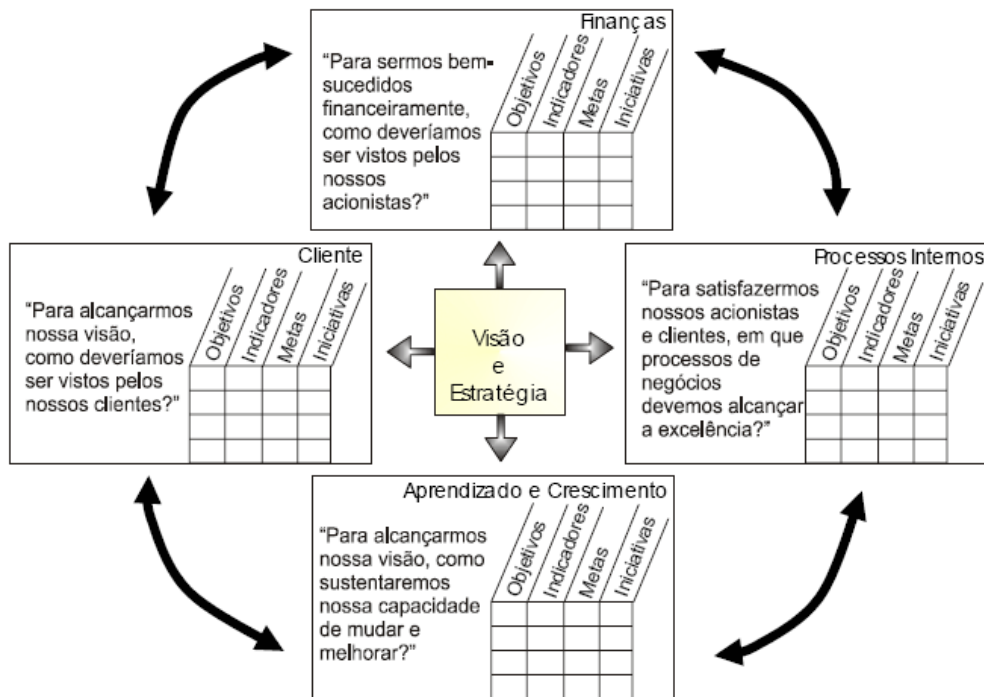 Finanças
“Para sermos bem-
sucedidos
financeiramente,
como deveríamos
ser vistos pelos
nossos
acionistas?”
Objetivos
Indicadores
Metas
Iniciativas
Cliente
“Para alcançarmos
nossa visão,
como deveríamos
ser vistos pelos
nossos clientes?”
Objetivos
Indicadores
Metas
Iniciativas
Visão
e
Estratégia
Processos Internos
“Para satisfazermos
nossos acionistas
e clientes, em que
processos de
negócios
devemos alcançar
a excelência?”
Objetivos
Indicadores
Metas
Iniciativas
Aprendizado e Crescimento
“Para alcançarmos
nossa visão, como
sustentaremos
nossa capacidade
de mudar e
melhorar?”
Objetivos
Indicadores
Metas
Iniciativas